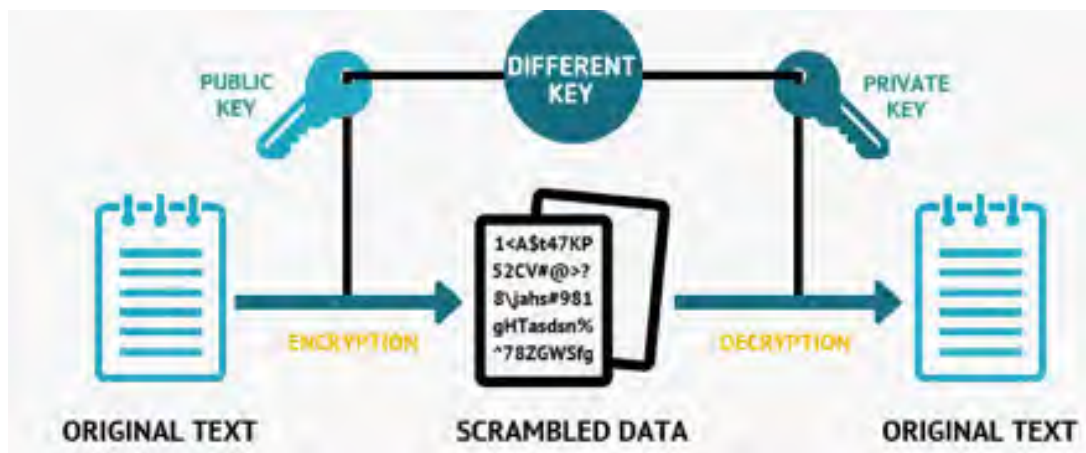 PUBLIC
KEY
DIFFERENT
KEY
PRIVATE
KEY
1<A$t47KP
52CV#@>?
8\jahs#981
gHTasdsn%
^78ZGWSfg
ENCRYPTION
DECRYPTION
ORIGINAL TEXT
SCRAMBLED DATA
ORIGINAL TEXT